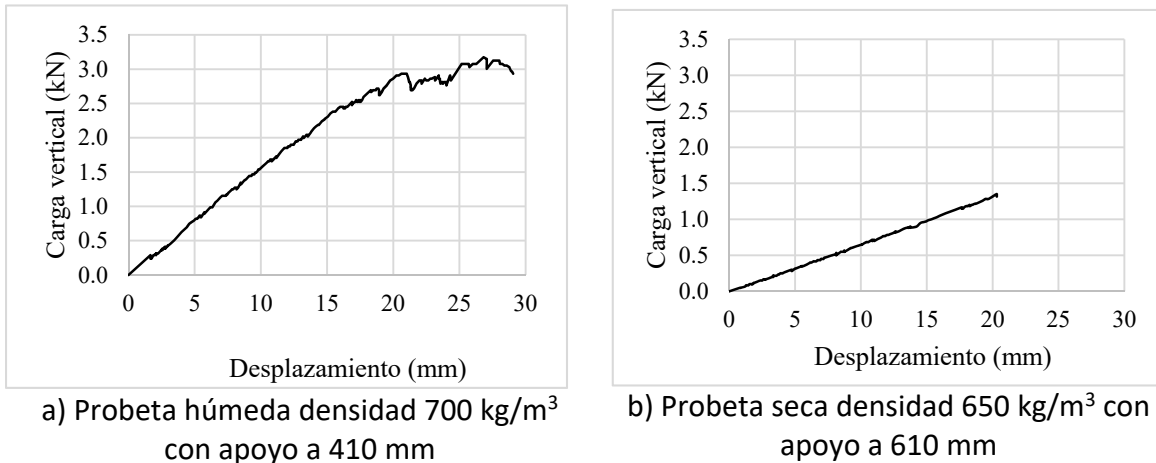 3.5
3.0
2.5
2.0
1.5
1.0
0.5
0.0
Carga vertical (kN)
0 5 10 15 20 25 30
Desplazamiento (mm)
a) Probeta húmeda densidad 700 kg/m³
con apoyo a 410 mm
3.5
3.0
2.5
2.0
1.5
1.0
0.5
0.0
Carga vertical (kN)
0 5 10 15 20 25 30
Desplazamiento (mm)
b) Probeta seca densidad 650 kg/m³ con
apoyo a 610 mm